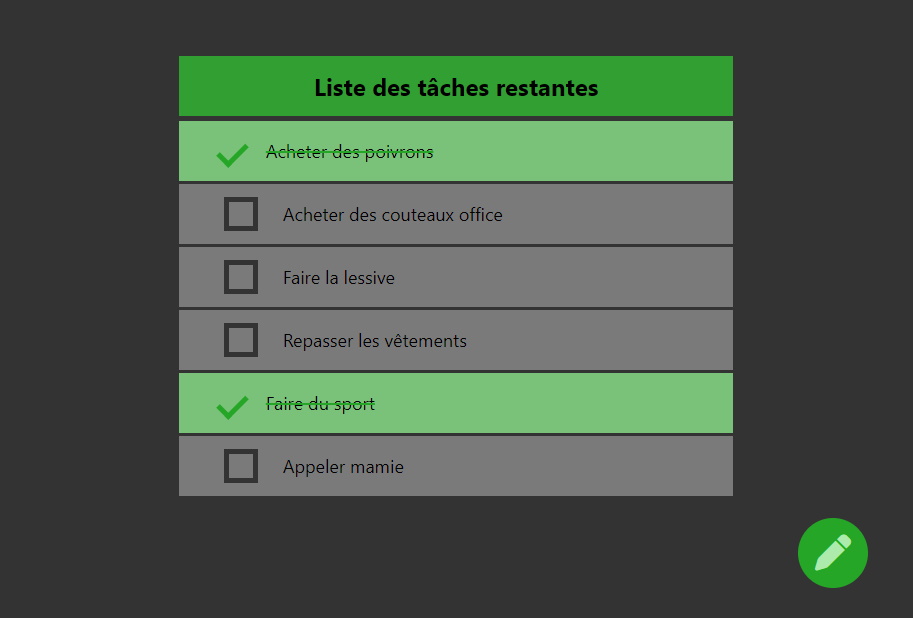 Liste des tâches restantes
Acheter des poivrons
Acheter des couteaux office
Faire la lessive
Repasser les vêtements
Faire du sport
Appeler mamie